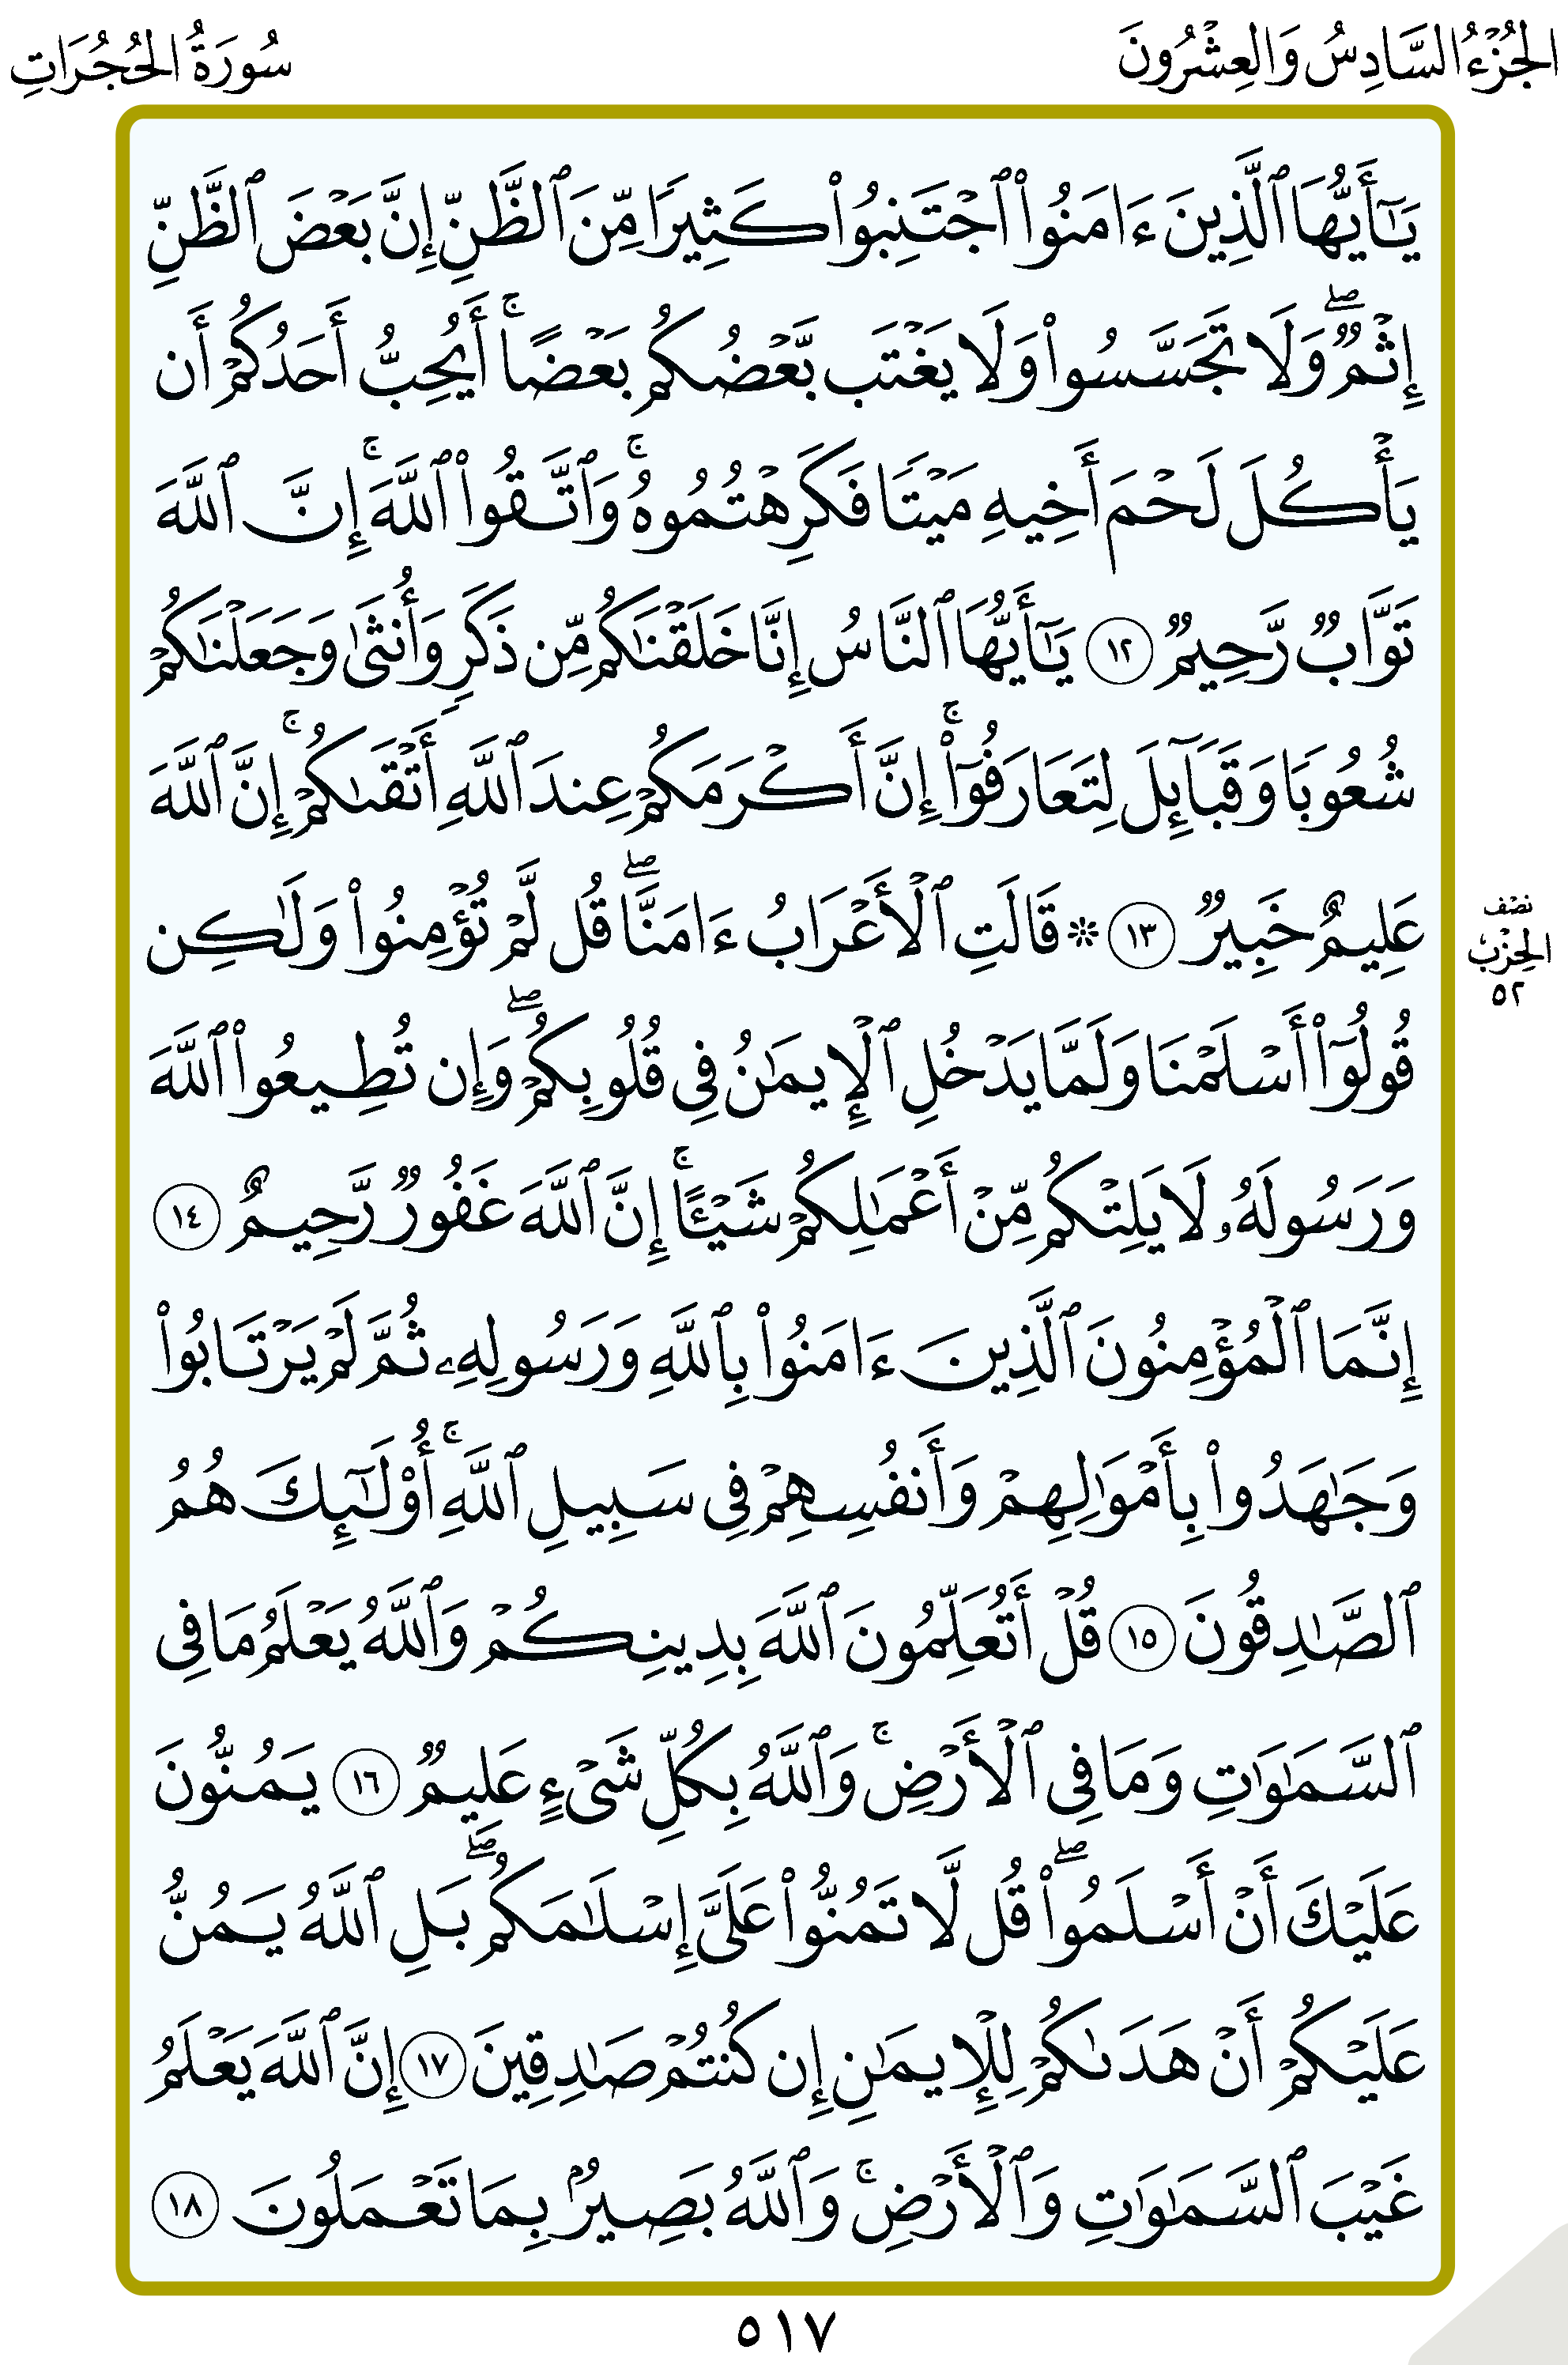 الجُزْءُ السَّادِسُ وَالعِشْرُونَ
سُورَةُ الحُجُرَاتِ
يَٰٓأَيُّهَا ٱلَّذِينَ ءَامَنُوا۟ ٱجْتَنِبُوا۟ كَثِيرًا مِّنَ ٱلظَّنِّ إِنَّ بَعْضَ ٱلظَّنِّ
إِثْمٌ ۖ وَلَا تَجَسَّسُوا۟ وَلَا يَغْتَب بَّعْضُكُم بَعْضًا ۚ أَيُحِبُّ أَحَدُكُمْ أَن
يَأْكُلَ لَحْمَ أَخِيهِ مَيْتًا فَكَرِهْتُمُوهُ ۚ وَٱتَّقُوا۟ ٱللَّهَ ۚ إِنَّ ٱللَّهَ
تَوَّابٌ رَّحِيمٌ ١٢ يَٰٓأَيُّهَا ٱلنَّاسُ إِنَّا خَلَقْنَٰكُم مِّن ذَكَرٍ وَأُنثَىٰ وَجَعَلْنَٰكُمْ
شُعُوبًا وَقَبَآئِلَ لِتَعَارَفُوٓا۟ ۚ إِنَّ أَكْرَمَكُمْ عِندَ ٱللَّهِ أَتْقَىٰكُمْ ۚ إِنَّ ٱللَّهَ
عَلِيمٌ خَبِيرٌ ١٣ ۞ قَالَتِ ٱلْأَعْرَابُ ءَامَنَّا ۖ قُل لَّمْ تُؤْمِنُوا۟ وَلَٰكِن
نصف
الحِزْب
٥٢
قُولُوٓا۟ أَسْلَمْنَا وَلَمَّا يَدْخُلِ ٱلْإِيمَٰنُ فِى قُلُوبِكُمْ ۖ وَإِن تُطِيعُوا۟ ٱللَّهَ
وَرَسُولَهُۥ لَا يَلِتْكُم مِّنْ أَعْمَٰلِكُمْ شَيْـًٔا ۚ إِنَّ ٱللَّهَ غَفُورٌ رَّحِيمٌ ١٤
إِنَّمَا ٱلْمُؤْمِنُونَ ٱلَّذِينَ ءَامَنُوا۟ بِٱللَّهِ وَرَسُولِهِۦ ثُمَّ لَمْ يَرْتَابُوا۟
وَجَٰهَدُوا۟ بِأَمْوَٰلِهِمْ وَأَنفُسِهِمْ فِى سَبِيلِ ٱللَّهِ ۚ أُو۟لَٰٓئِكَ هُمُ
ٱلصَّٰدِقُونَ ١٥ قُلْ أَتُعَلِّمُونَ ٱللَّهَ بِدِينِكُمْ وَٱللَّهُ يَعْلَمُ مَا فِى
ٱلسَّمَٰوَٰتِ وَمَا فِى ٱلْأَرْضِ ۚ وَٱللَّهُ بِكُلِّ شَىْءٍ عَلِيمٌ ١٦ يَمُنُّونَ
عَلَيْكَ أَنْ أَسْلَمُوا۟ ۖ قُل لَّا تَمُنُّوا۟ عَلَىَّ إِسْلَٰمَكُم ۖ بَلِ ٱللَّهُ يَمُنُّ
عَلَيْكُمْ أَنْ هَدَىٰكُمْ لِلْإِيمَٰنِ إِن كُنتُمْ صَٰدِقِينَ ١٧ إِنَّ ٱللَّهَ يَعْلَمُ
غَيْبَ ٱلسَّمَٰوَٰتِ وَٱلْأَرْضِ ۚ وَٱللَّهُ بَصِيرٌۢ بِمَا تَعْمَلُونَ ١٨
٥١٧